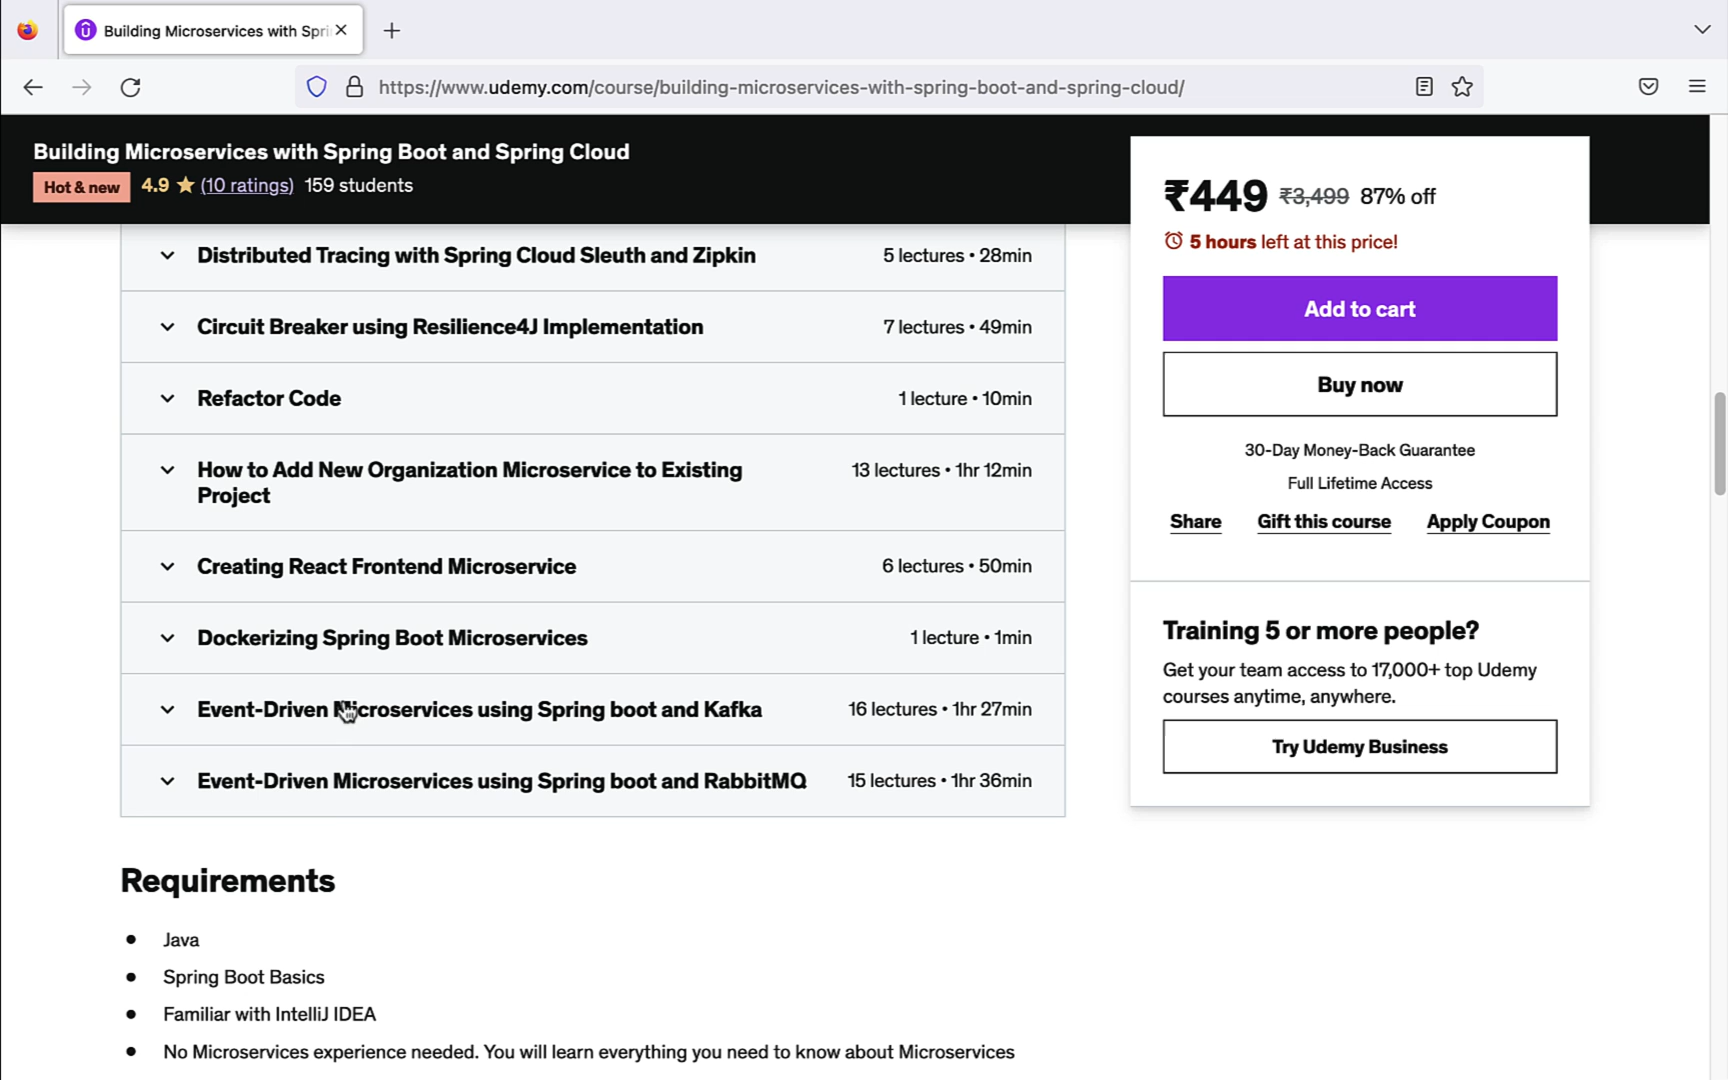 Building Microservices with Spri
https://www.udemy.com/course/building-microservices-with-spring-boot-and-spring-cloud/
Building Microservices with Spring Boot and Spring Cloud
Hot & new 4.9 (10 ratings) 159 students
Distributed Tracing with Spring Cloud Sleuth and Zipkin 5 lectures • 28min
Circuit Breaker using Resilience4J Implementation 7 lectures • 49min
Refactor Code 1 lecture • 10min
How to Add New Organization Microservice to Existing 13 lectures • 1hr 12min
Project
Creating React Frontend Microservice 6 lectures • 50min
Dockerizing Spring Boot Microservices 1 lecture • 1min
Event-Driven Microservices using Spring boot and Kafka 16 lectures • 1hr 27min
Event-Driven Microservices using Spring boot and RabbitMQ 15 lectures • 1hr 36min
Requirements
• Java
• Spring Boot Basics
• Familiar with IntelliJ IDEA
• No Microservices experience needed. You will learn everything you need to know about Microservices
₹449 ₹3,499 87% off
5 hours left at this price!
Add to cart
Buy now
30-Day Money-Back Guarantee
Full Lifetime Access
Share Gift this course Apply Coupon
Training 5 or more people?
Get your team access to 17,000+ top Udemy
courses anytime, anywhere.
Try Udemy Business